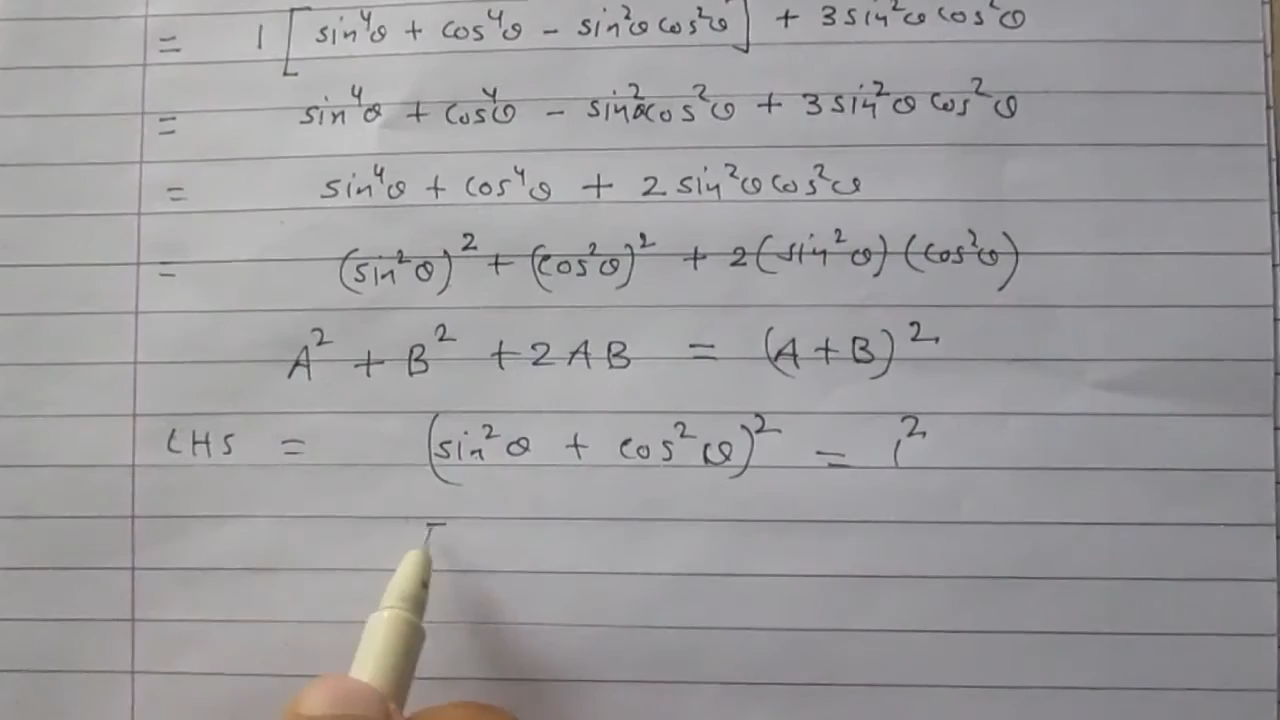 = 1 [sin⁴θ + cos⁴θ - sin²θ cos²θ] + 3 sin²θ cos²θ
= sin⁴θ + cos⁴θ - sin²θ cos²θ + 3 sin²θ cos²θ
= sin⁴θ + cos⁴θ + 2 sin²θ cos²θ
= (sin²θ)² + (cos²θ)² + 2(sin²θ)(cos²θ)
A² + B² + 2AB = (A+B)²
LHS = (sin²θ + cos²θ)² = 1²